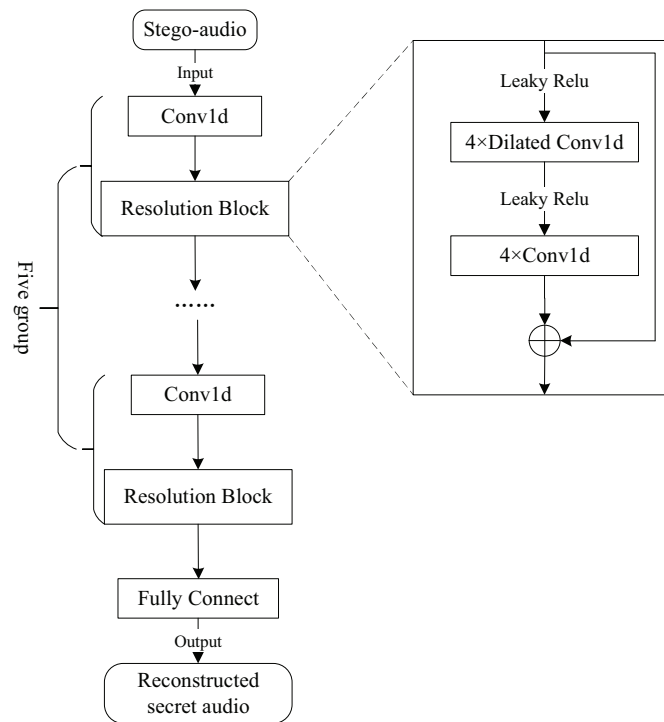 Stego-audio
Input
Conv1d
Resolution Block
......
Conv1d
Resolution Block
Fully Connect
Output
Reconstructed
secret audio
Five group
Leaky Relu
4×Dilated Conv1d
Leaky Relu
4×Conv1d